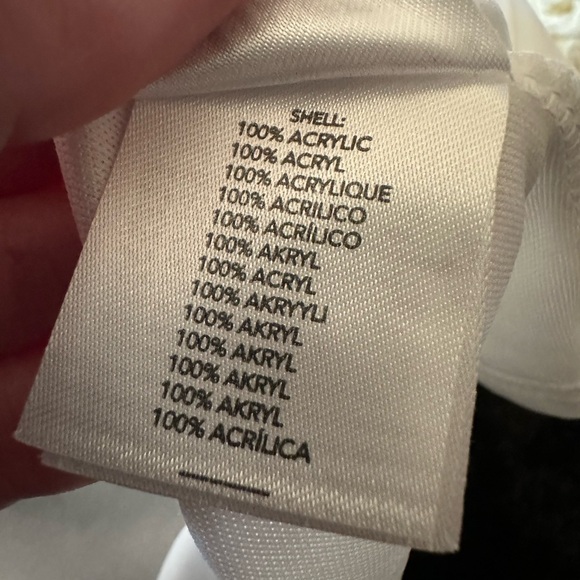 SHELL:
100% ACRYLIC
100% ACRYL
100% ACRYLIQUE
100% ACRILICO
100% ACRÍLICO
100% AKRYL
100% ACRYL
100% AKRYYLI
100% AKRYL
100% AKRYL
100% AKRYL
100% AKRYL
100% ACRÍLICA